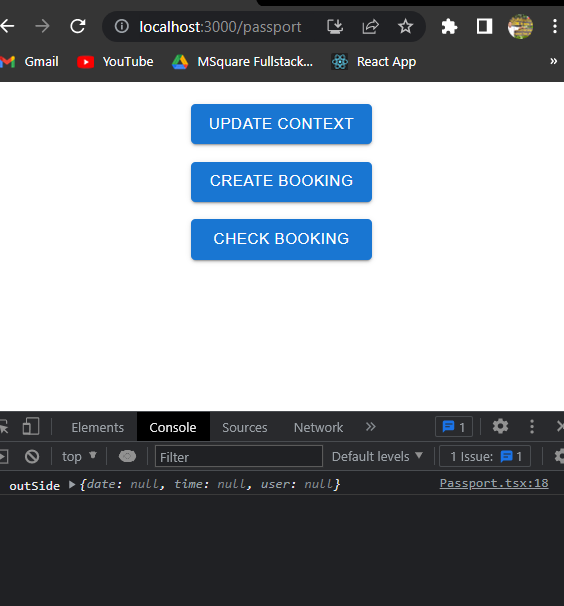 localhost:3000/passport
Gmail YouTube MSquare Fullstack... React App »
UPDATE CONTEXT
CREATE BOOKING
CHECK BOOKING
Elements Console Sources Network » 1
top Filter Default levels 1 Issue: 1
outSide {date: null, time: null, user: null} Passport.tsx:18